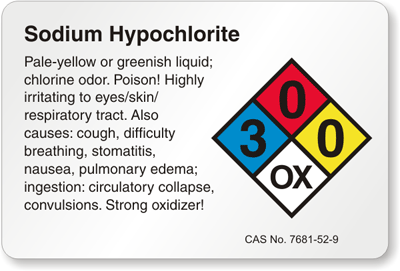 Sodium Hypochlorite
Pale-yellow or greenish liquid;
chlorine odor. Poison! Highly
irritating to eyes/skin/
respiratory tract. Also
causes: cough, difficulty
breathing, stomatitis,
nausea, pulmonary edema;
ingestion: circulatory collapse,
convulsions. Strong oxidizer!
0
3 0
OX
CAS No. 7681-52-9